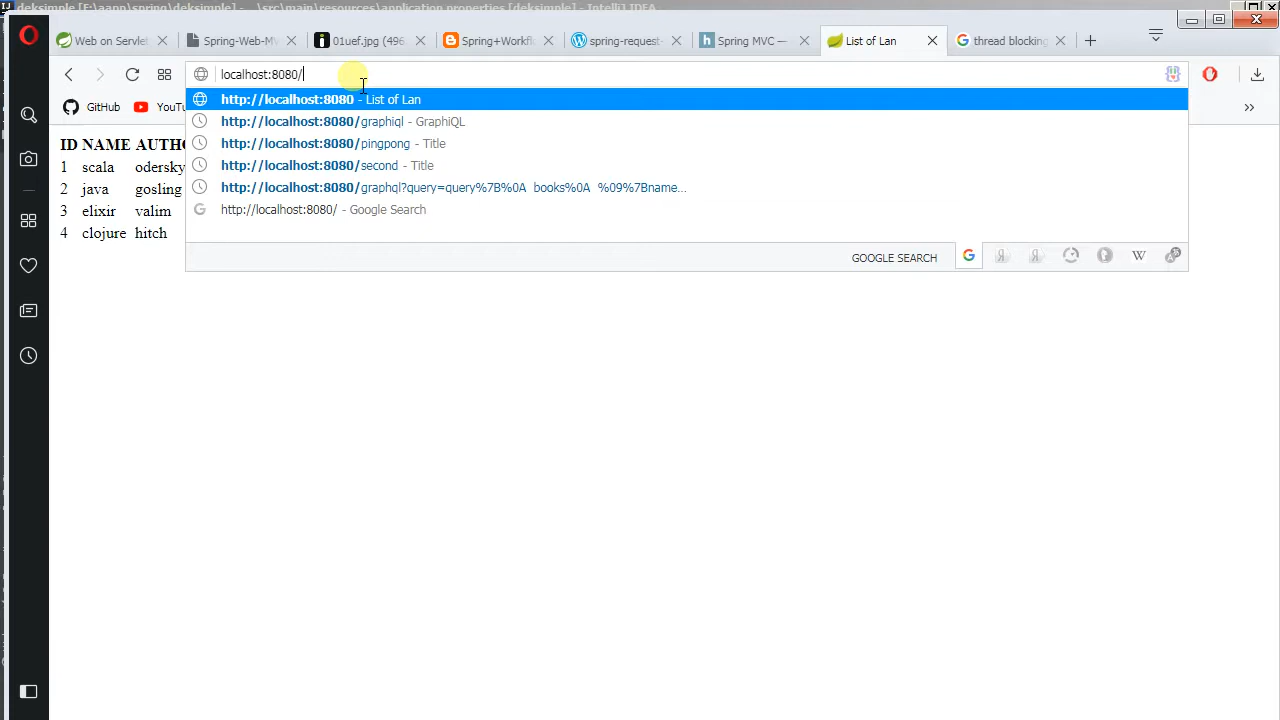 deksimple [E:\aapp\spring\deksimple] - ...\src\main\resources\application.properties [deksimple] - IntelliJ IDEA
Web on Servlet
Spring-Web-MV
01uef.jpg (496
Spring+Workfl
spring-request-
Spring MVC —
List of Lan
thread blocking
localhost:8080/
GitHub
YouTu
http://localhost:8080 - List of Lan
http://localhost:8080/graphiql - GraphiQL
http://localhost:8080/pingpong - Title
http://localhost:8080/second - Title
http://localhost:8080/graphql?query=query%7B%0A books%0A %09%7Bname...
http://localhost:8080/ - Google Search
GOOGLE SEARCH
ID NAME AUTHO
1 scala odersky
2 java gosling
3 elixir valim
4 clojure hitch